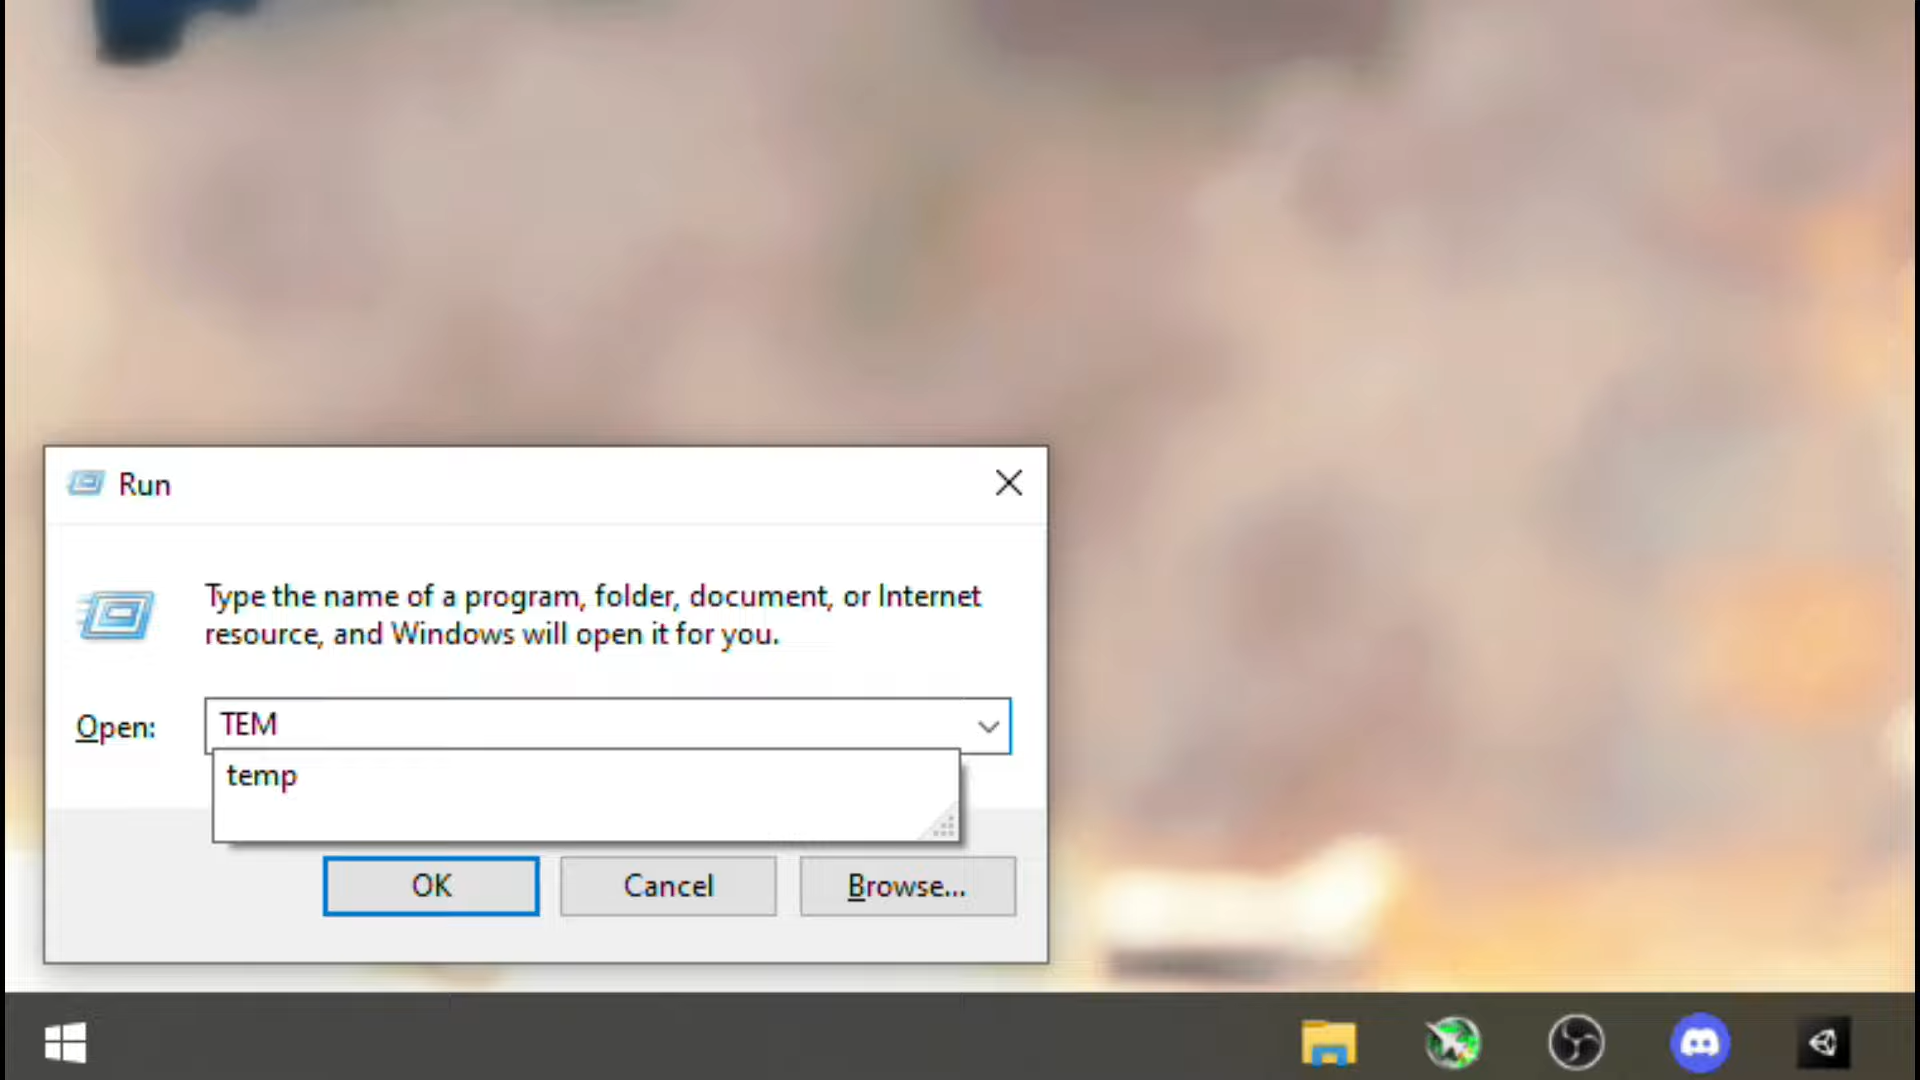 Run
Type the name of a program, folder, document, or Internet
resource, and Windows will open it for you.
Open: TEM
temp
OK Cancel Browse...